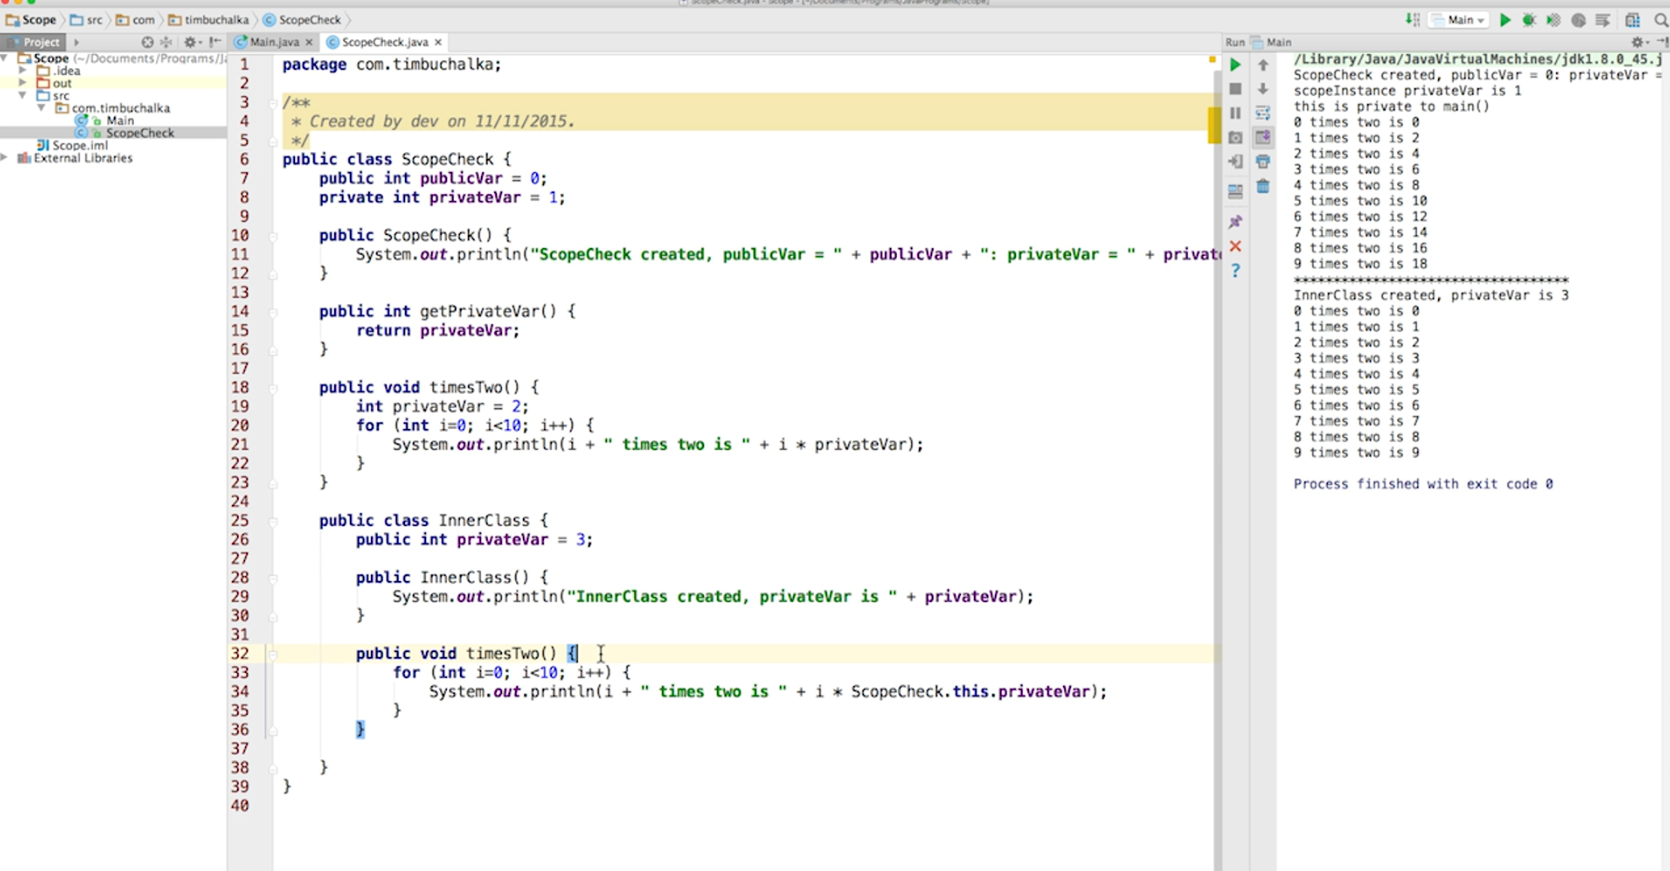 ScopeCheck.java - Scope - [~/Documents/Programs/JavaPrograms/Scope]
Scope src com timbuchalka ScopeCheck
Main
Project
Main.java ScopeCheck.java
Run Main
Scope (~/Documents/Programs/Ja
.idea
out
src
com.timbuchalka
Main
ScopeCheck
Scope.iml
External Libraries
1 package com.timbuchalka;
2
3 /**
4 * Created by dev on 11/11/2015.
5 */
6 public class ScopeCheck {
7 public int publicVar = 0;
8 private int privateVar = 1;
9
10 public ScopeCheck() {
11 System.out.println("ScopeCheck created, publicVar = " + publicVar + ": privateVar = " + privat
12 }
13
14 public int getPrivateVar() {
15 return privateVar;
16 }
17
18 public void timesTwo() {
19 int privateVar = 2;
20 for (int i=0; i<10; i++) {
21 System.out.println(i + " times two is " + i * privateVar);
22 }
23 }
24
25 public class InnerClass {
26 public int privateVar = 3;
27
28 public InnerClass() {
29 System.out.println("InnerClass created, privateVar is " + privateVar);
30 }
31
32 public void timesTwo() {
33 for (int i=0; i<10; i++) {
34 System.out.println(i + " times two is " + i * ScopeCheck.this.privateVar);
35 }
36 }
37
38 }
39 }
40
/Library/Java/JavaVirtualMachines/jdk1.8.0_45.j
ScopeCheck created, publicVar = 0: privateVar =
scopeInstance privateVar is 1
this is private to main()
0 times two is 0
1 times two is 2
2 times two is 4
3 times two is 6
4 times two is 8
5 times two is 10
6 times two is 12
7 times two is 14
8 times two is 16
9 times two is 18
***********************************
InnerClass created, privateVar is 3
0 times two is 0
1 times two is 1
2 times two is 2
3 times two is 3
4 times two is 4
5 times two is 5
6 times two is 6
7 times two is 7
8 times two is 8
9 times two is 9
Process finished with exit code 0